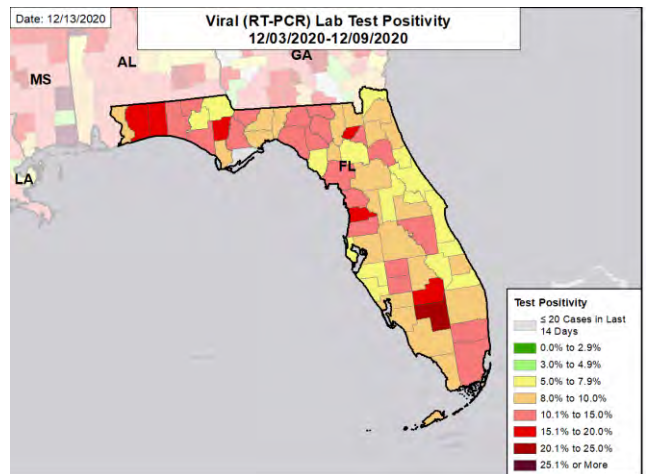 Date: 12/13/2020
Viral (RT-PCR) Lab Test Positivity
12/03/2020-12/09/2020
MS
AL
GA
LA
FL
Test Positivity
≤ 20 Cases in Last
14 Days
0.0% to 2.9%
3.0% to 4.9%
5.0% to 7.9%
8.0% to 10.0%
10.1% to 15.0%
15.1% to 20.0%
20.1% to 25.0%
25.1% or More